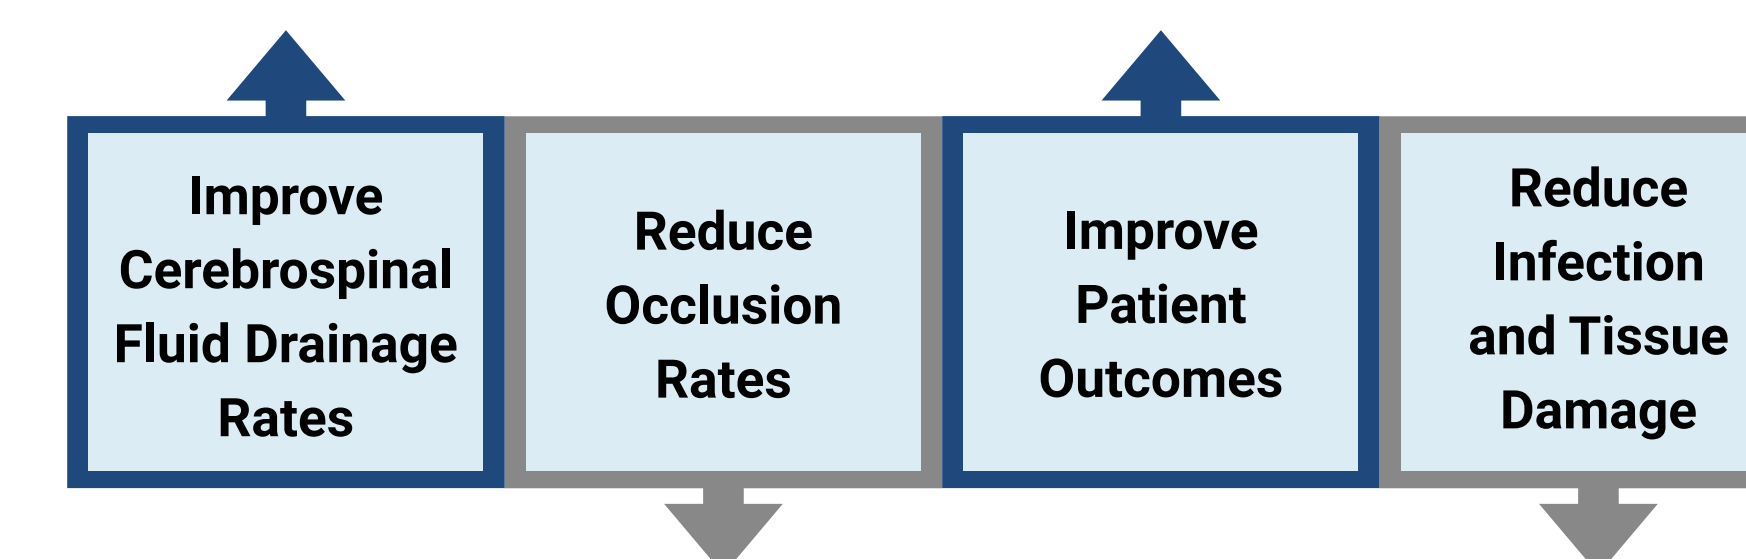 Improve
Cerebrospinal
Fluid Drainage
Rates
Reduce
Occlusion
Rates
Improve
Patient
Outcomes
Reduce
Infection
and Tissue
Damage